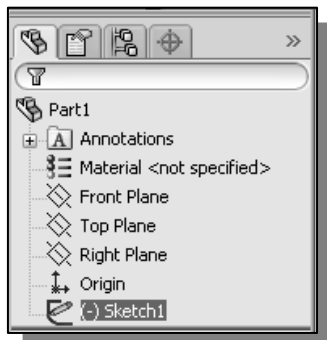 »
Part1
A Annotations
Material <not specified>
Front Plane
Top Plane
Right Plane
Origin
(-) Sketch1